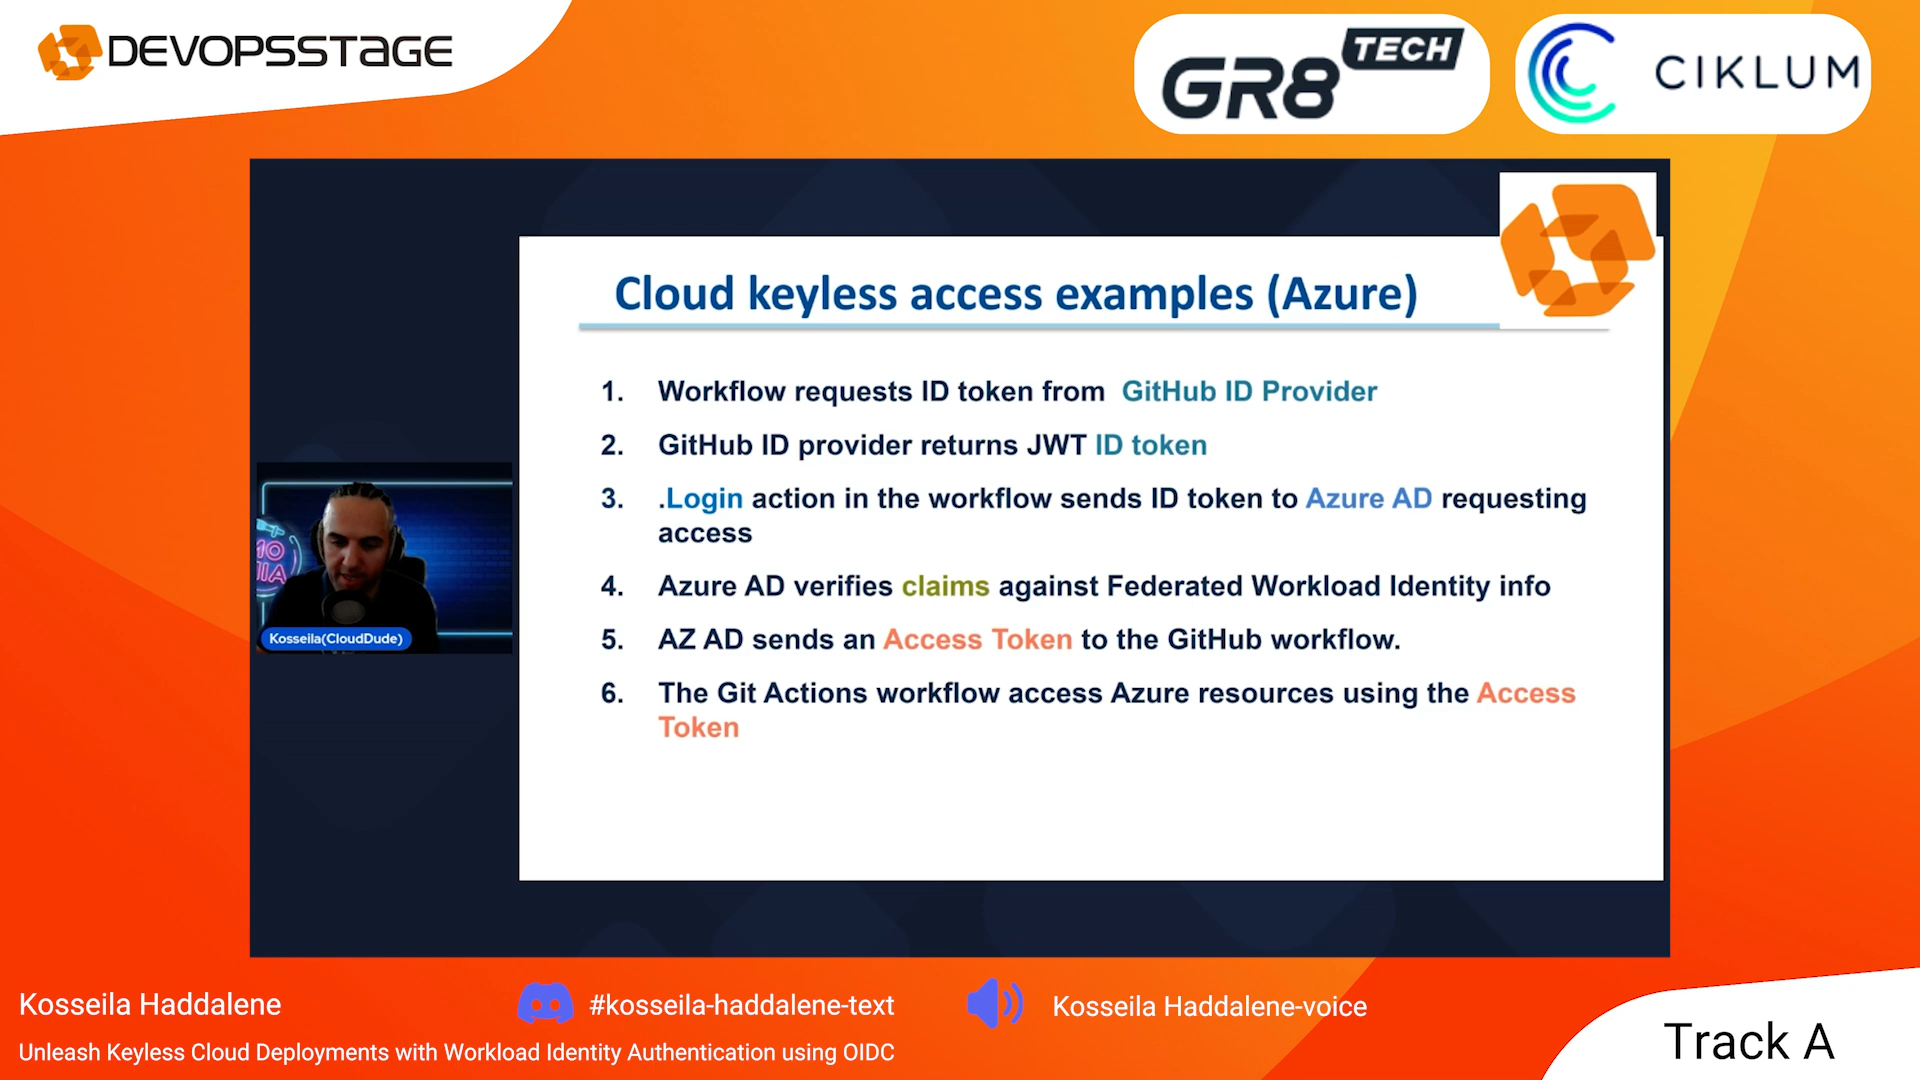 DEVOPSSTAGE
GR8 TECH
CIKLUM
Cloud keyless access examples (Azure)
1. Workflow requests ID token from GitHub ID Provider
2. GitHub ID provider returns JWT ID token
3. .Login action in the workflow sends ID token to Azure AD requesting
access
4. Azure AD verifies claims against Federated Workload Identity info
5. AZ AD sends an Access Token to the GitHub workflow.
6. The Git Actions workflow access Azure resources using the Access
Token
Kosseila(CloudDude)
Kosseila Haddalene
#kosseila-haddalene-text
Kosseila Haddalene-voice
Unleash Keyless Cloud Deployments with Workload Identity Authentication using OIDC
Track A